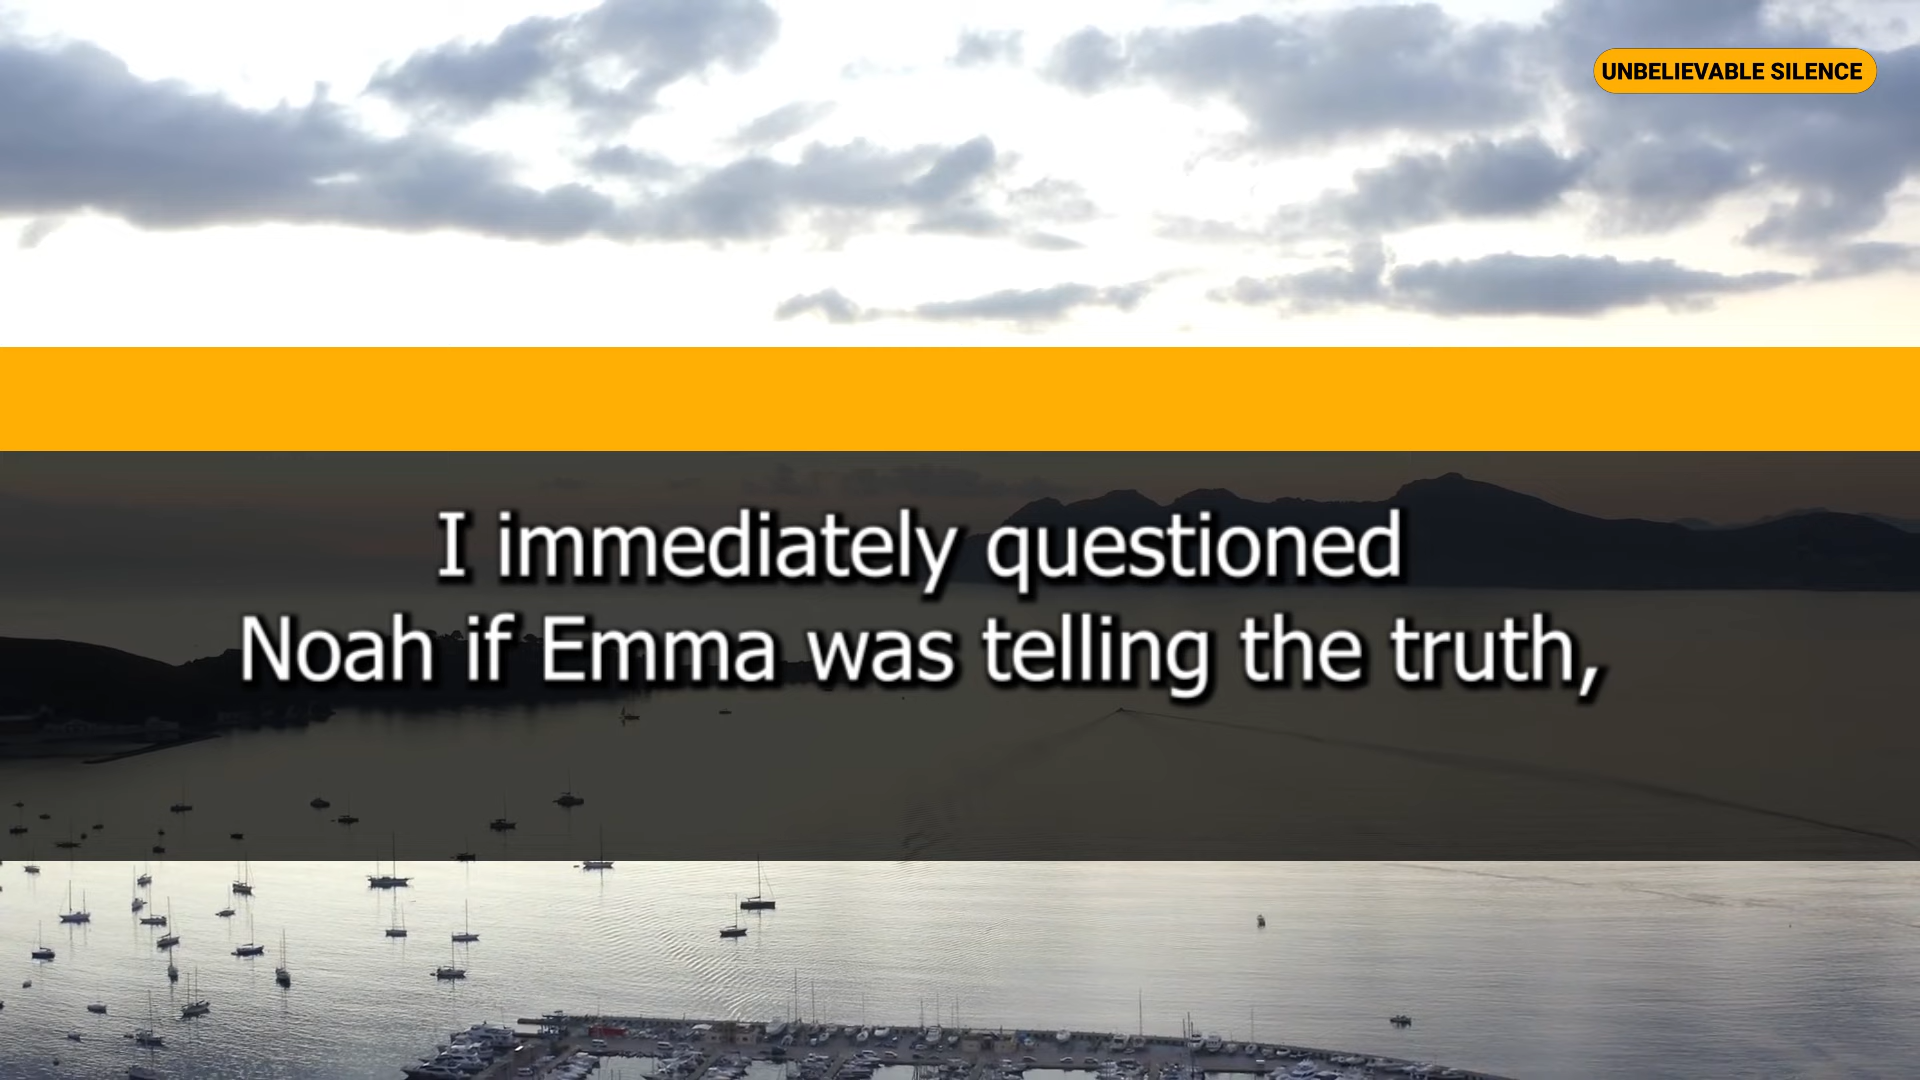 UNBELIEVABLE SILENCE
I immediately questioned
Noah if Emma was telling the truth,